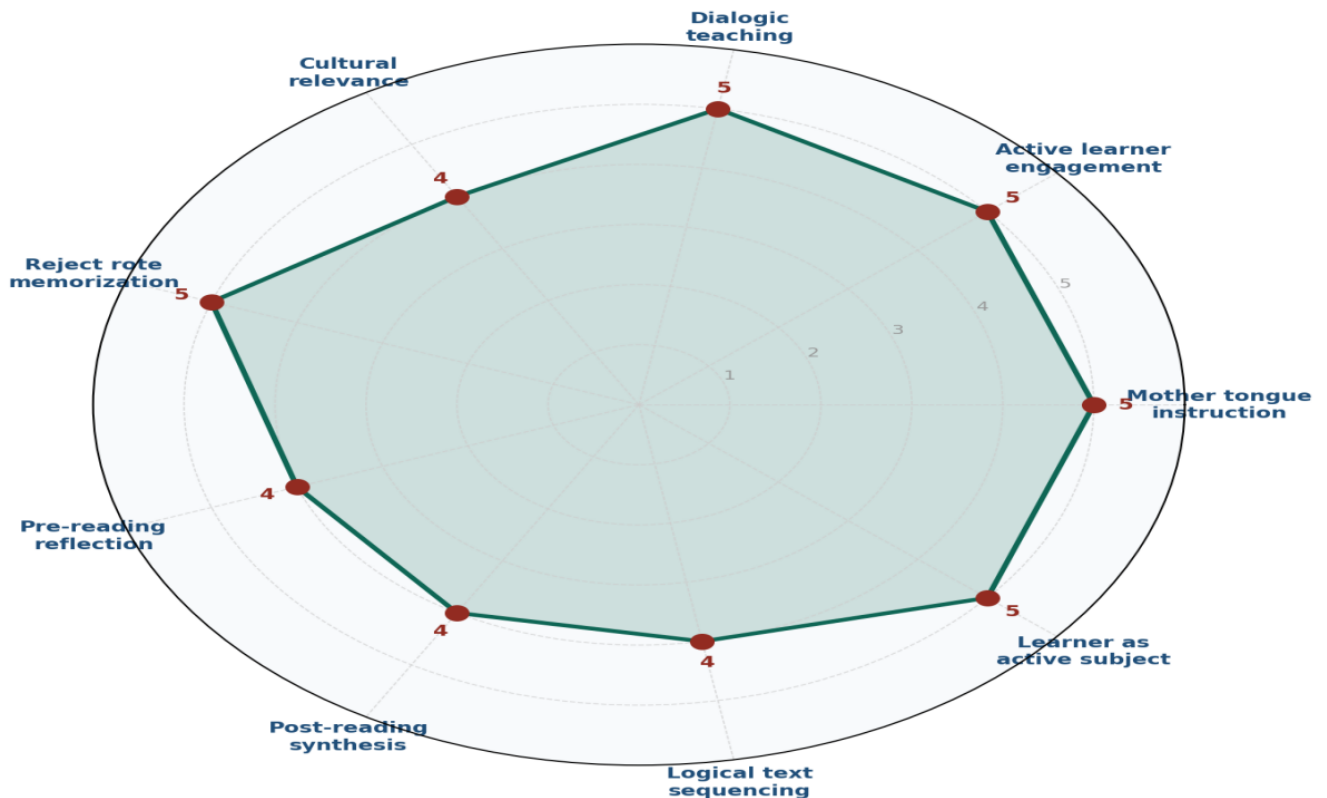 Dialogic
teaching
Cultural
relevance
5
Active learner
engagement
4
5
Reject rote
memorization
5
5
4
3
2
1
Mother tongue
instruction
5
4
Pre-reading
reflection
4
5
4
Learner as
active subject
Post-reading
synthesis
Logical text
sequencing